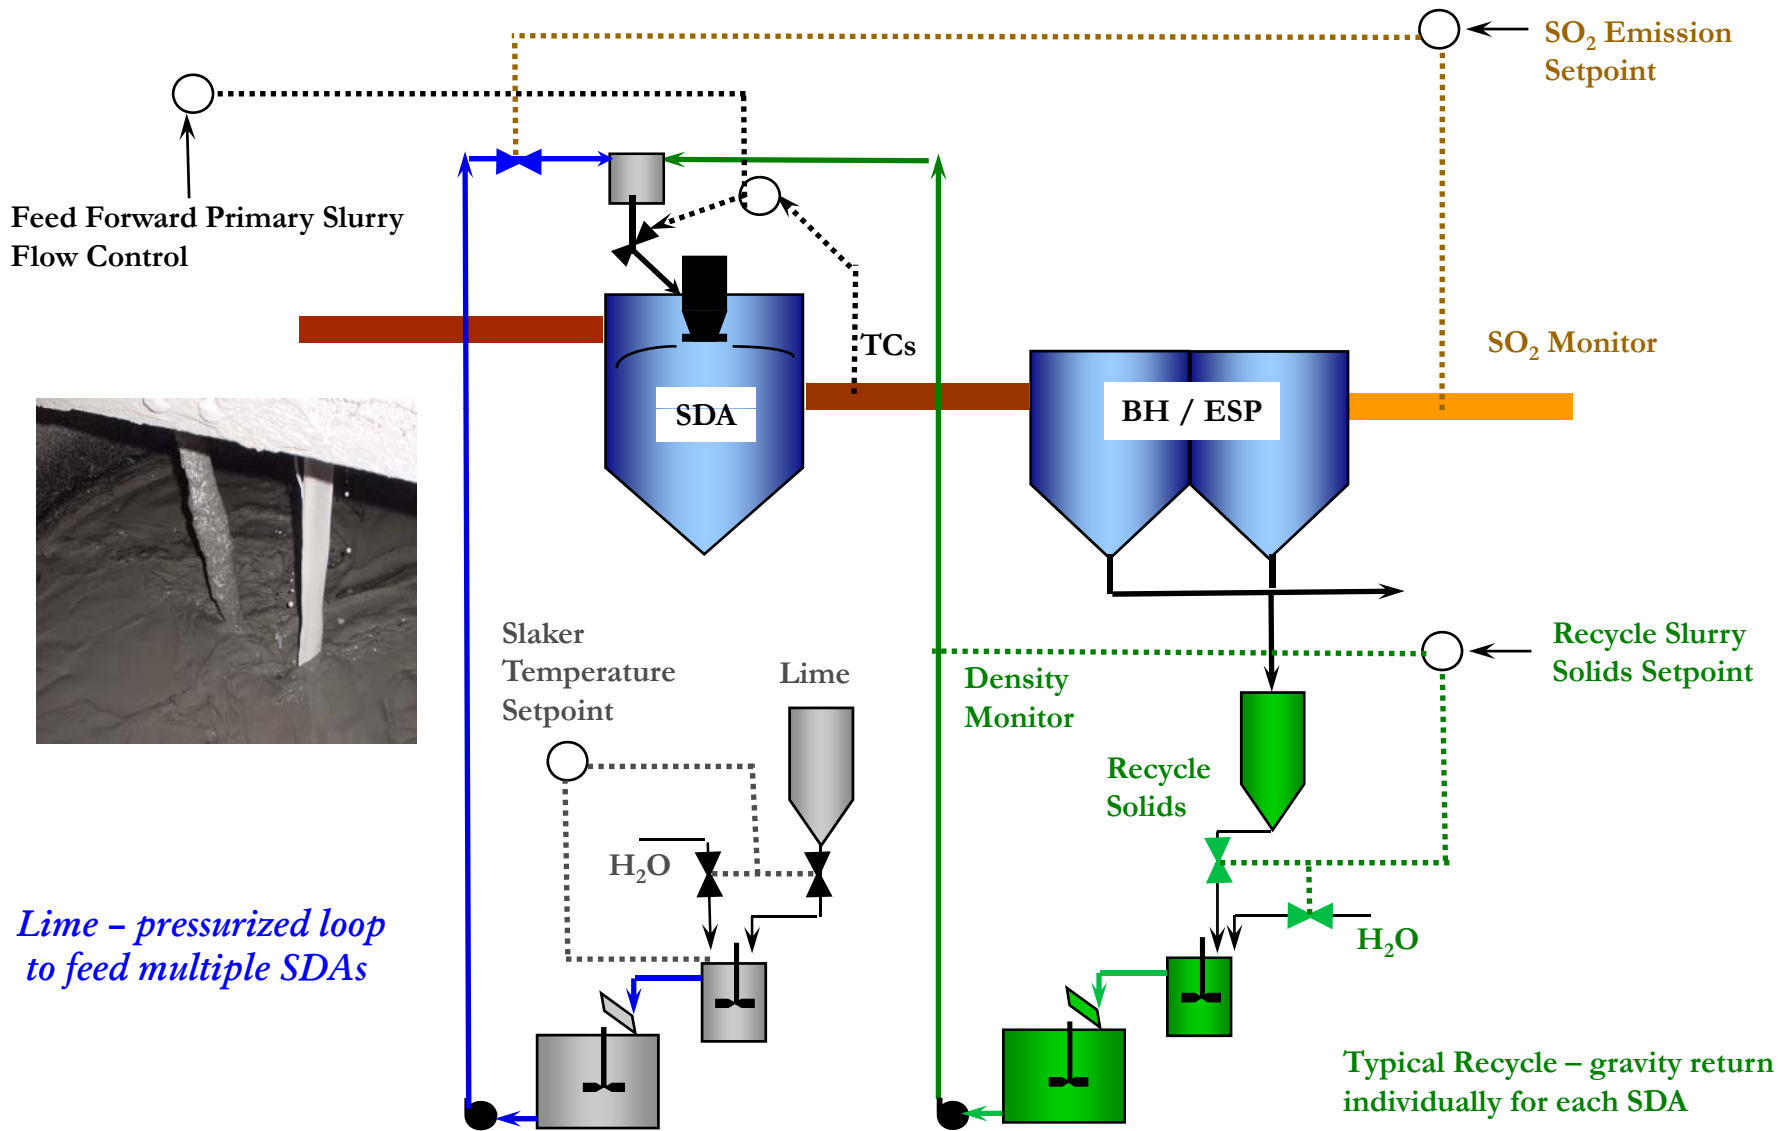 SO₂ Emission
Setpoint
Feed Forward Primary Slurry
Flow Control
TCs
SO₂ Monitor
SDA
BH / ESP
Slaker
Temperature
Setpoint
Lime
Density
Monitor
Recycle Slurry
Solids Setpoint
Recycle
Solids
H₂O
H₂O
Lime – pressurized loop
to feed multiple SDAs
Typical Recycle – gravity return
individually for each SDA